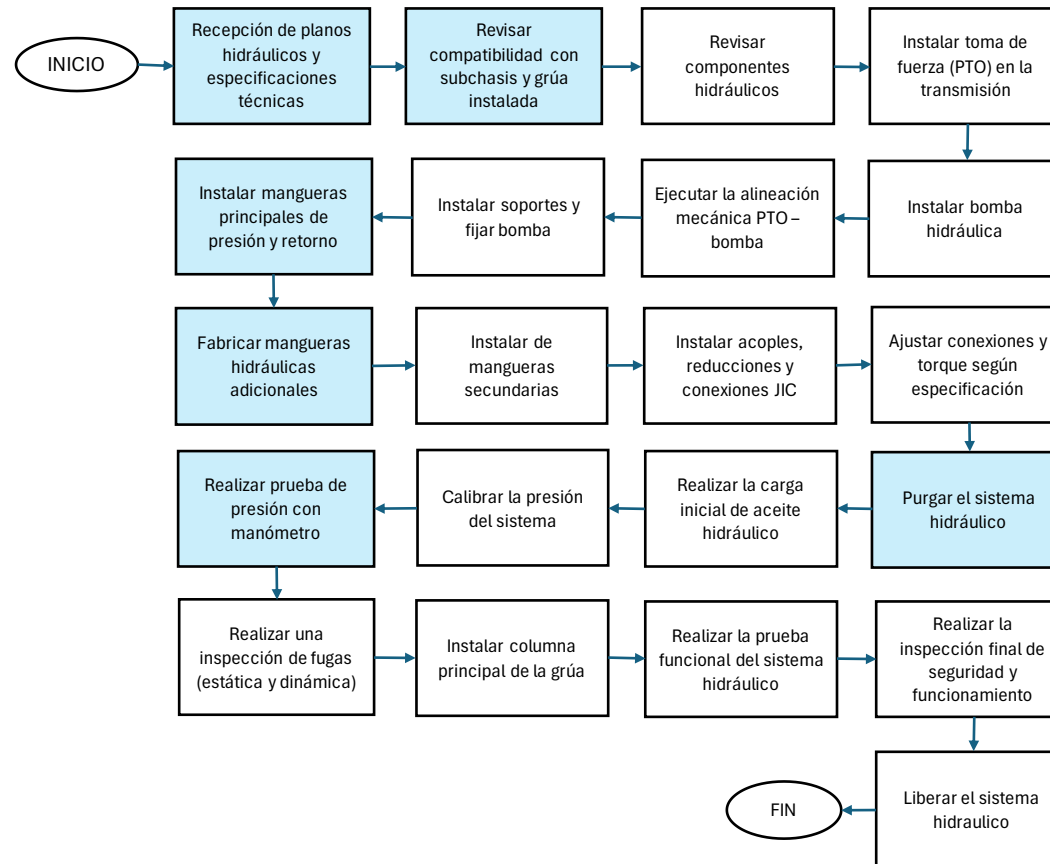 INICIO
Recepción de planos
hidráulicos y
especificaciones
técnicas
Revisar
compatibilidad con
subchasis y grúa
instalada
Revisar
componentes
hidráulicos
Instalar toma de
fuerza (PTO) en la
transmisión
Instalar bomba
hidráulica
Ejecutar la alineación
mecánica PTO –
bomba
Instalar soportes y
fijar bomba
Instalar mangueras
principales de
presión y retorno
Fabricar mangueras
hidráulicas
adicionales
Instalar de
mangueras
secundarias
Instalar acoples,
reducciones y
conexiones JIC
Ajustar conexiones y
torque según
especificación
Purgar el sistema
hidráulico
Realizar la carga
inicial de aceite
hidráulico
Calibrar la presión
del sistema
Realizar prueba de
presión con
manómetro
Realizar una
inspección de fugas
(estática y dinámica)
Instalar columna
principal de la grúa
Realizar la prueba
funcional del sistema
hidráulico
Realizar la
inspección final de
seguridad y
funcionamiento
Liberar el sistema
hidraulico
FIN